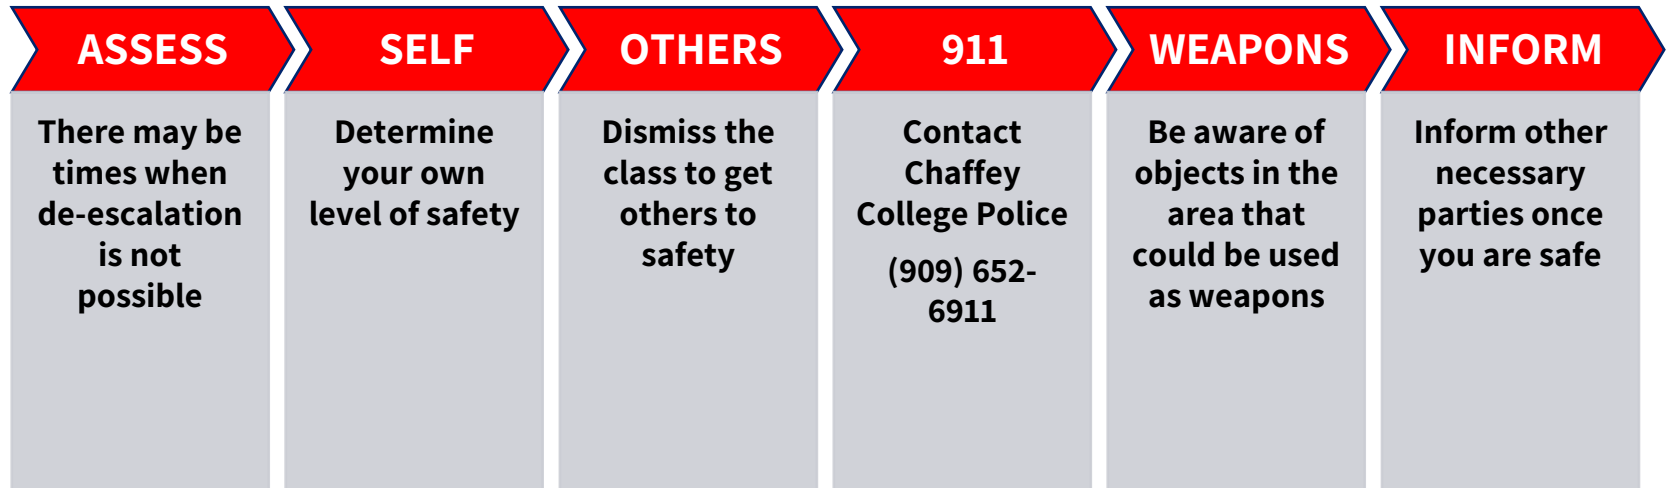 ASSESS
There may be
times when
de-escalation
is not
possible
SELF
Determine
your own
level of safety
OTHERS
Dismiss the
class to get
others to
safety
911
Contact
Chaffey
College Police
(909) 652-
6911
WEAPONS
Be aware of
objects in the
area that
could be used
as weapons
INFORM
Inform other
necessary
parties once
you are safe